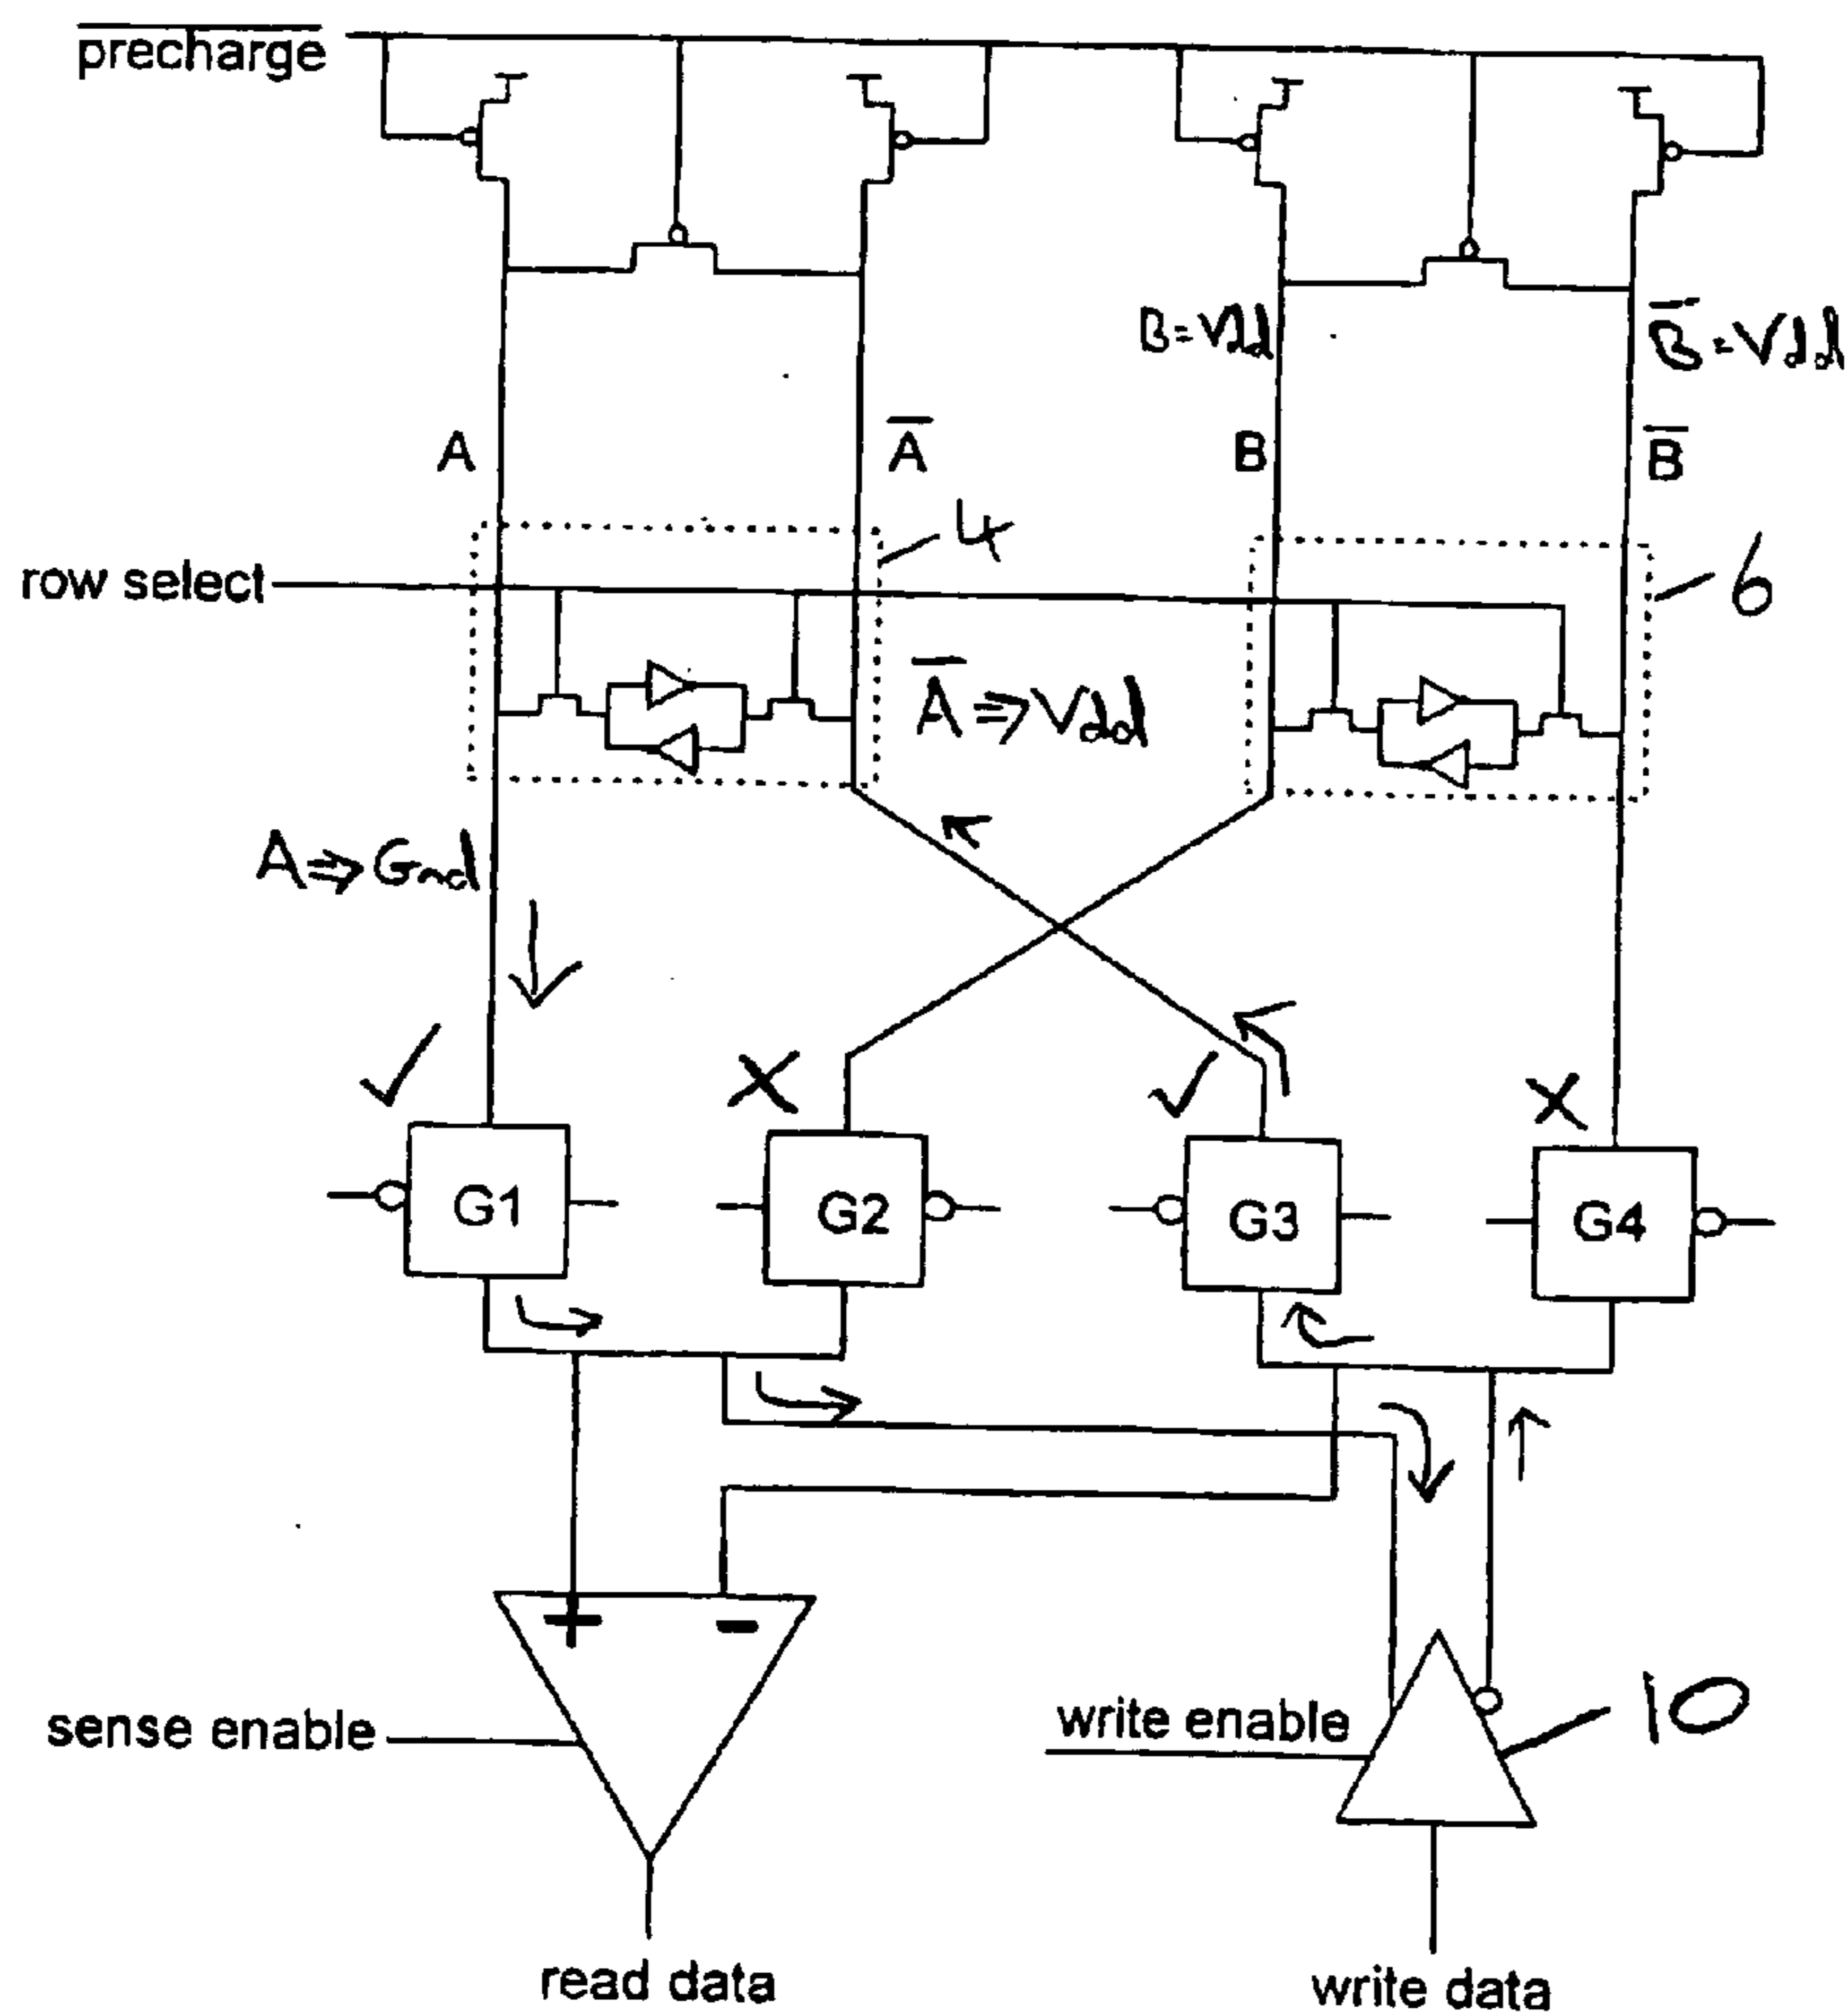 precharge
B=Vdd
B̅=Vdd
A
A̅
B
B̅
4
row select
6
A̅⇒Vdd
A⇒Gnd
G1
G2
G3
G4
+
-
sense enable
write enable
10
read data
write data